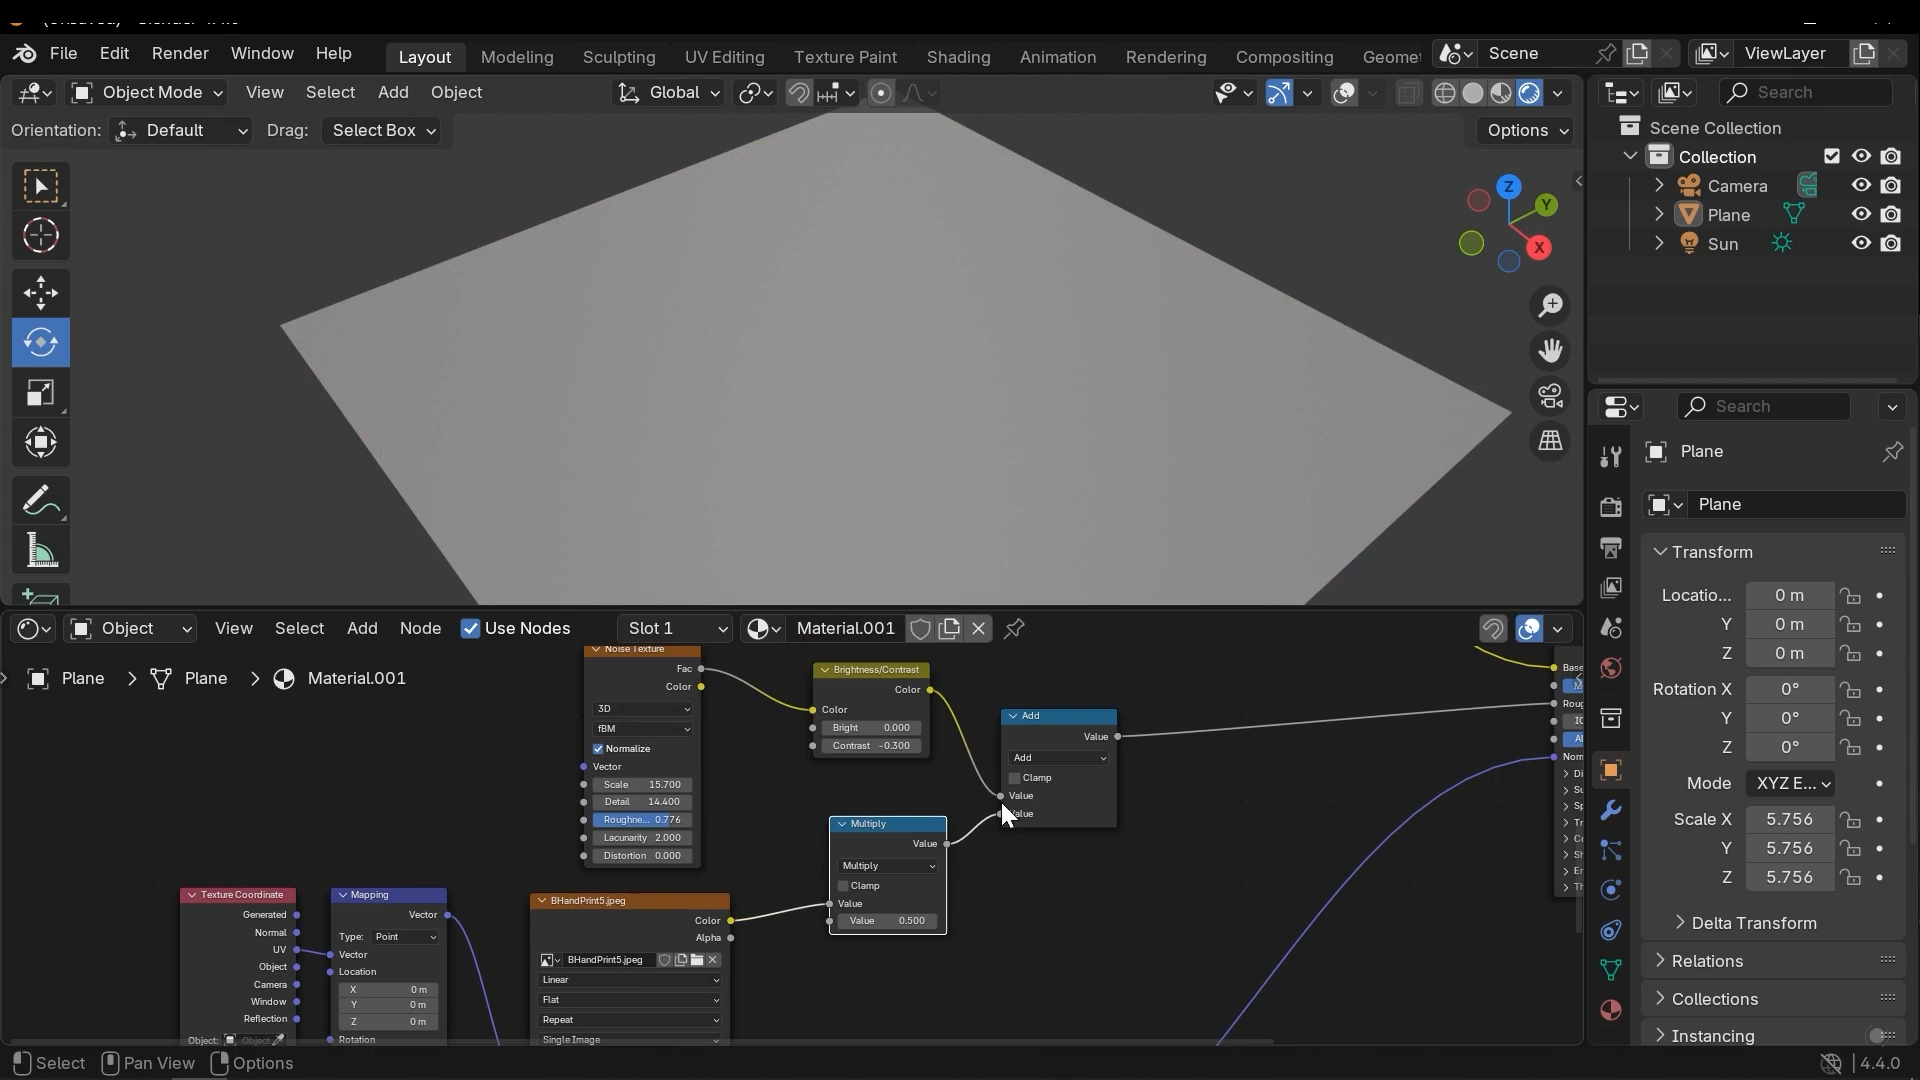 File Edit Render Window Help Layout Modeling Sculpting UV Editing Texture Paint Shading Animation Rendering Compositing Geome Scene ViewLayer
Object Mode View Select Add Object Global Search
Orientation: Default Drag: Select Box Options
Scene Collection
Collection
Camera
Plane
Sun
Z
Y
X
Search
Plane
Plane
Transform
Locatio... 0 m
Y 0 m
Z 0 m
Rotation X 0°
Y 0°
Z 0°
Mode XYZ E...
Scale X 5.756
Y 5.756
Z 5.756
Delta Transform
Relations
Collections
Instancing
Object View Select Add Node Use Nodes Slot 1 Material.001
Plane > Plane > Material.001
Noise Texture
Fac
Color
3D
fBM
Normalize
Vector
Scale 15.700
Detail 14.400
Roughne... 0.776
Lacunarity 2.000
Distortion 0.000
Brightness/Contrast
Color
Color
Bright 0.000
Contrast -0.300
Add
Value
Add
Clamp
Value
Multiply
Value
Multiply
Clamp
Value
Value 0.500
Texture Coordinate
Generated
Normal
UV
Object
Camera
Window
Reflection
Object: Object
Mapping
Vector
Type: Point
Vector
Location
X 0 m
Y 0 m
Z 0 m
Rotation
BHandPrint5.jpeg
Color
Alpha
BHandPrint5.jpeg
Linear
Flat
Repeat
Single Image
Base
Roug
Norn
Select Pan View Options 4.4.0